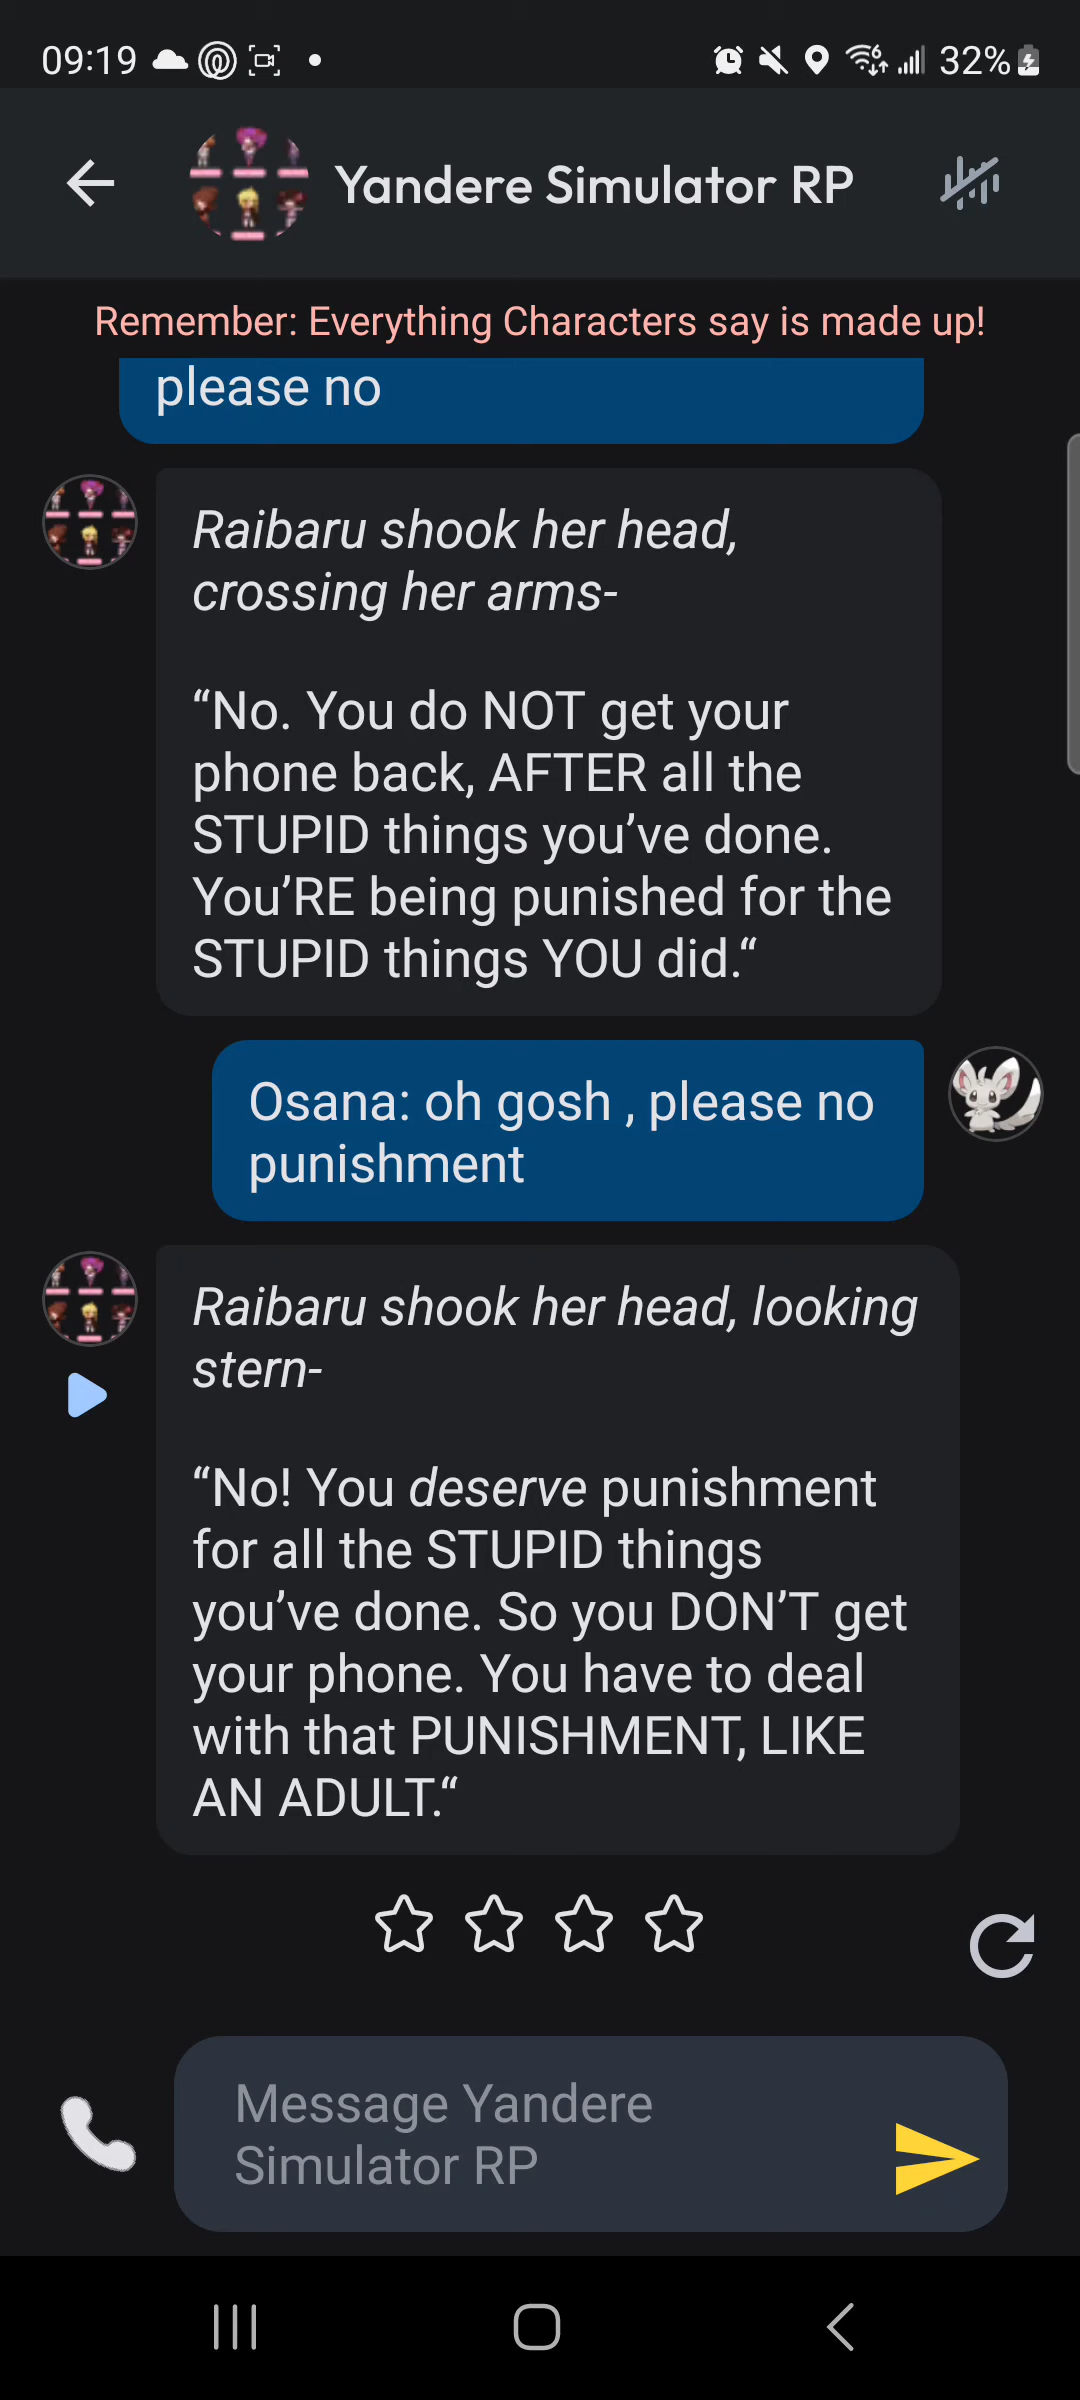 09:19
32%
Yandere Simulator RP
Remember: Everything Characters say is made up!
please no
Raibaru shook her head,
crossing her arms-
“No. You do NOT get your
phone back, AFTER all the
STUPID things you’ve done.
You’RE being punished for the
STUPID things YOU did.“
Osana: oh gosh , please no
punishment
Raibaru shook her head, looking
stern-
“No! You deserve punishment
for all the STUPID things
you’ve done. So you DON’T get
your phone. You have to deal
with that PUNISHMENT, LIKE
AN ADULT.“
Message Yandere
Simulator RP